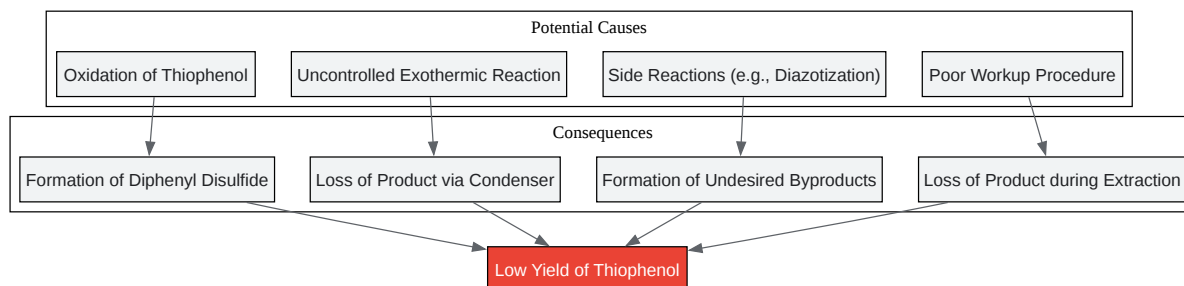 Potential Causes
Oxidation of Thiophenol
Uncontrolled Exothermic Reaction
Side Reactions (e.g., Diazotization)
Poor Workup Procedure
Consequences
Formation of Diphenyl Disulfide
Loss of Product via Condenser
Formation of Undesired Byproducts
Loss of Product during Extraction
Low Yield of Thiophenol